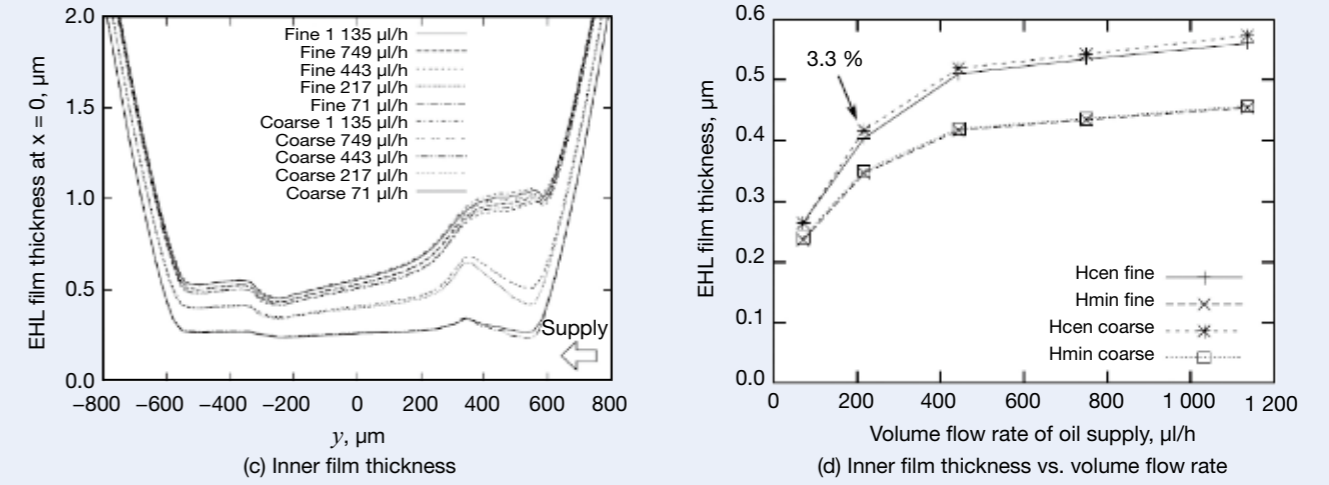 EHL film thickness at x = 0, µm
2.0
1.5
1.0
0.5
0.0
Fine 1 135 µl/h
Fine 749 µl/h
Fine 443 µl/h
Fine 217 µl/h
Fine 71 µl/h
Coarse 1 135 µl/h
Coarse 749 µl/h
Coarse 443 µl/h
Coarse 217 µl/h
Coarse 71 µl/h
Supply
−800 −600 −400 −200 0 200 400 600 800
y, µm
(c) Inner film thickness
EHL film thickness, µm
0.6
0.5
0.4
0.3
0.2
0.1
0.0
3.3 %
Hcen fine
Hmin fine
Hcen coarse
Hmin coarse
0 200 400 600 800 1 000 1 200
Volume flow rate of oil supply, µl/h
(d) Inner film thickness vs. volume flow rate